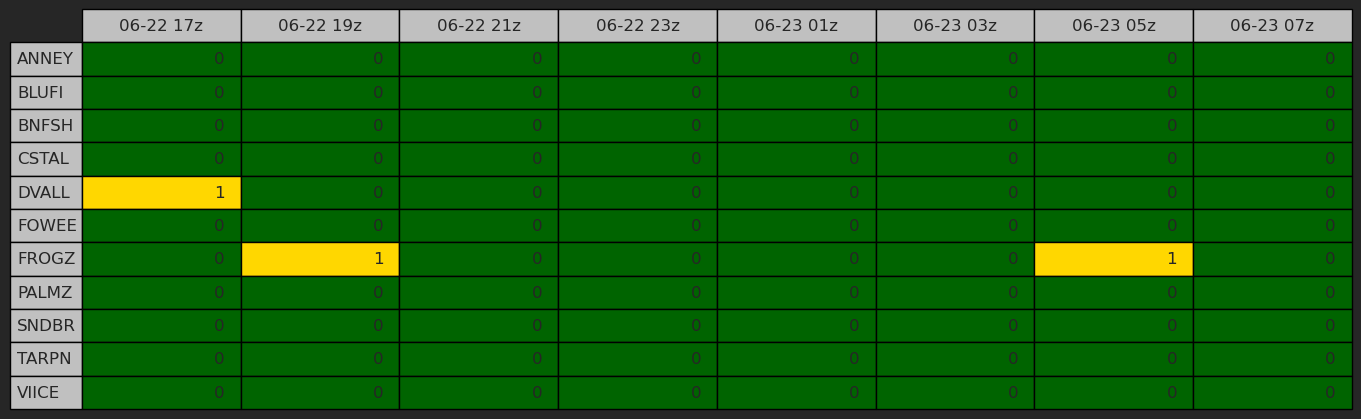 06-22 17z 06-22 19z 06-22 21z 06-22 23z 06-23 01z 06-23 03z 06-23 05z 06-23 07z
ANNEY 0 0 0 0 0 0 0 0
BLUFI 0 0 0 0 0 0 0 0
BNFSH 0 0 0 0 0 0 0 0
CSTAL 0 0 0 0 0 0 0 0
DVALL 1 0 0 0 0 0 0 0
FOWEE 0 0 0 0 0 0 0 0
FROGZ 0 1 0 0 0 0 1 0
PALMZ 0 0 0 0 0 0 0 0
SNDBR 0 0 0 0 0 0 0 0
TARPN 0 0 0 0 0 0 0 0
VIICE 0 0 0 0 0 0 0 0